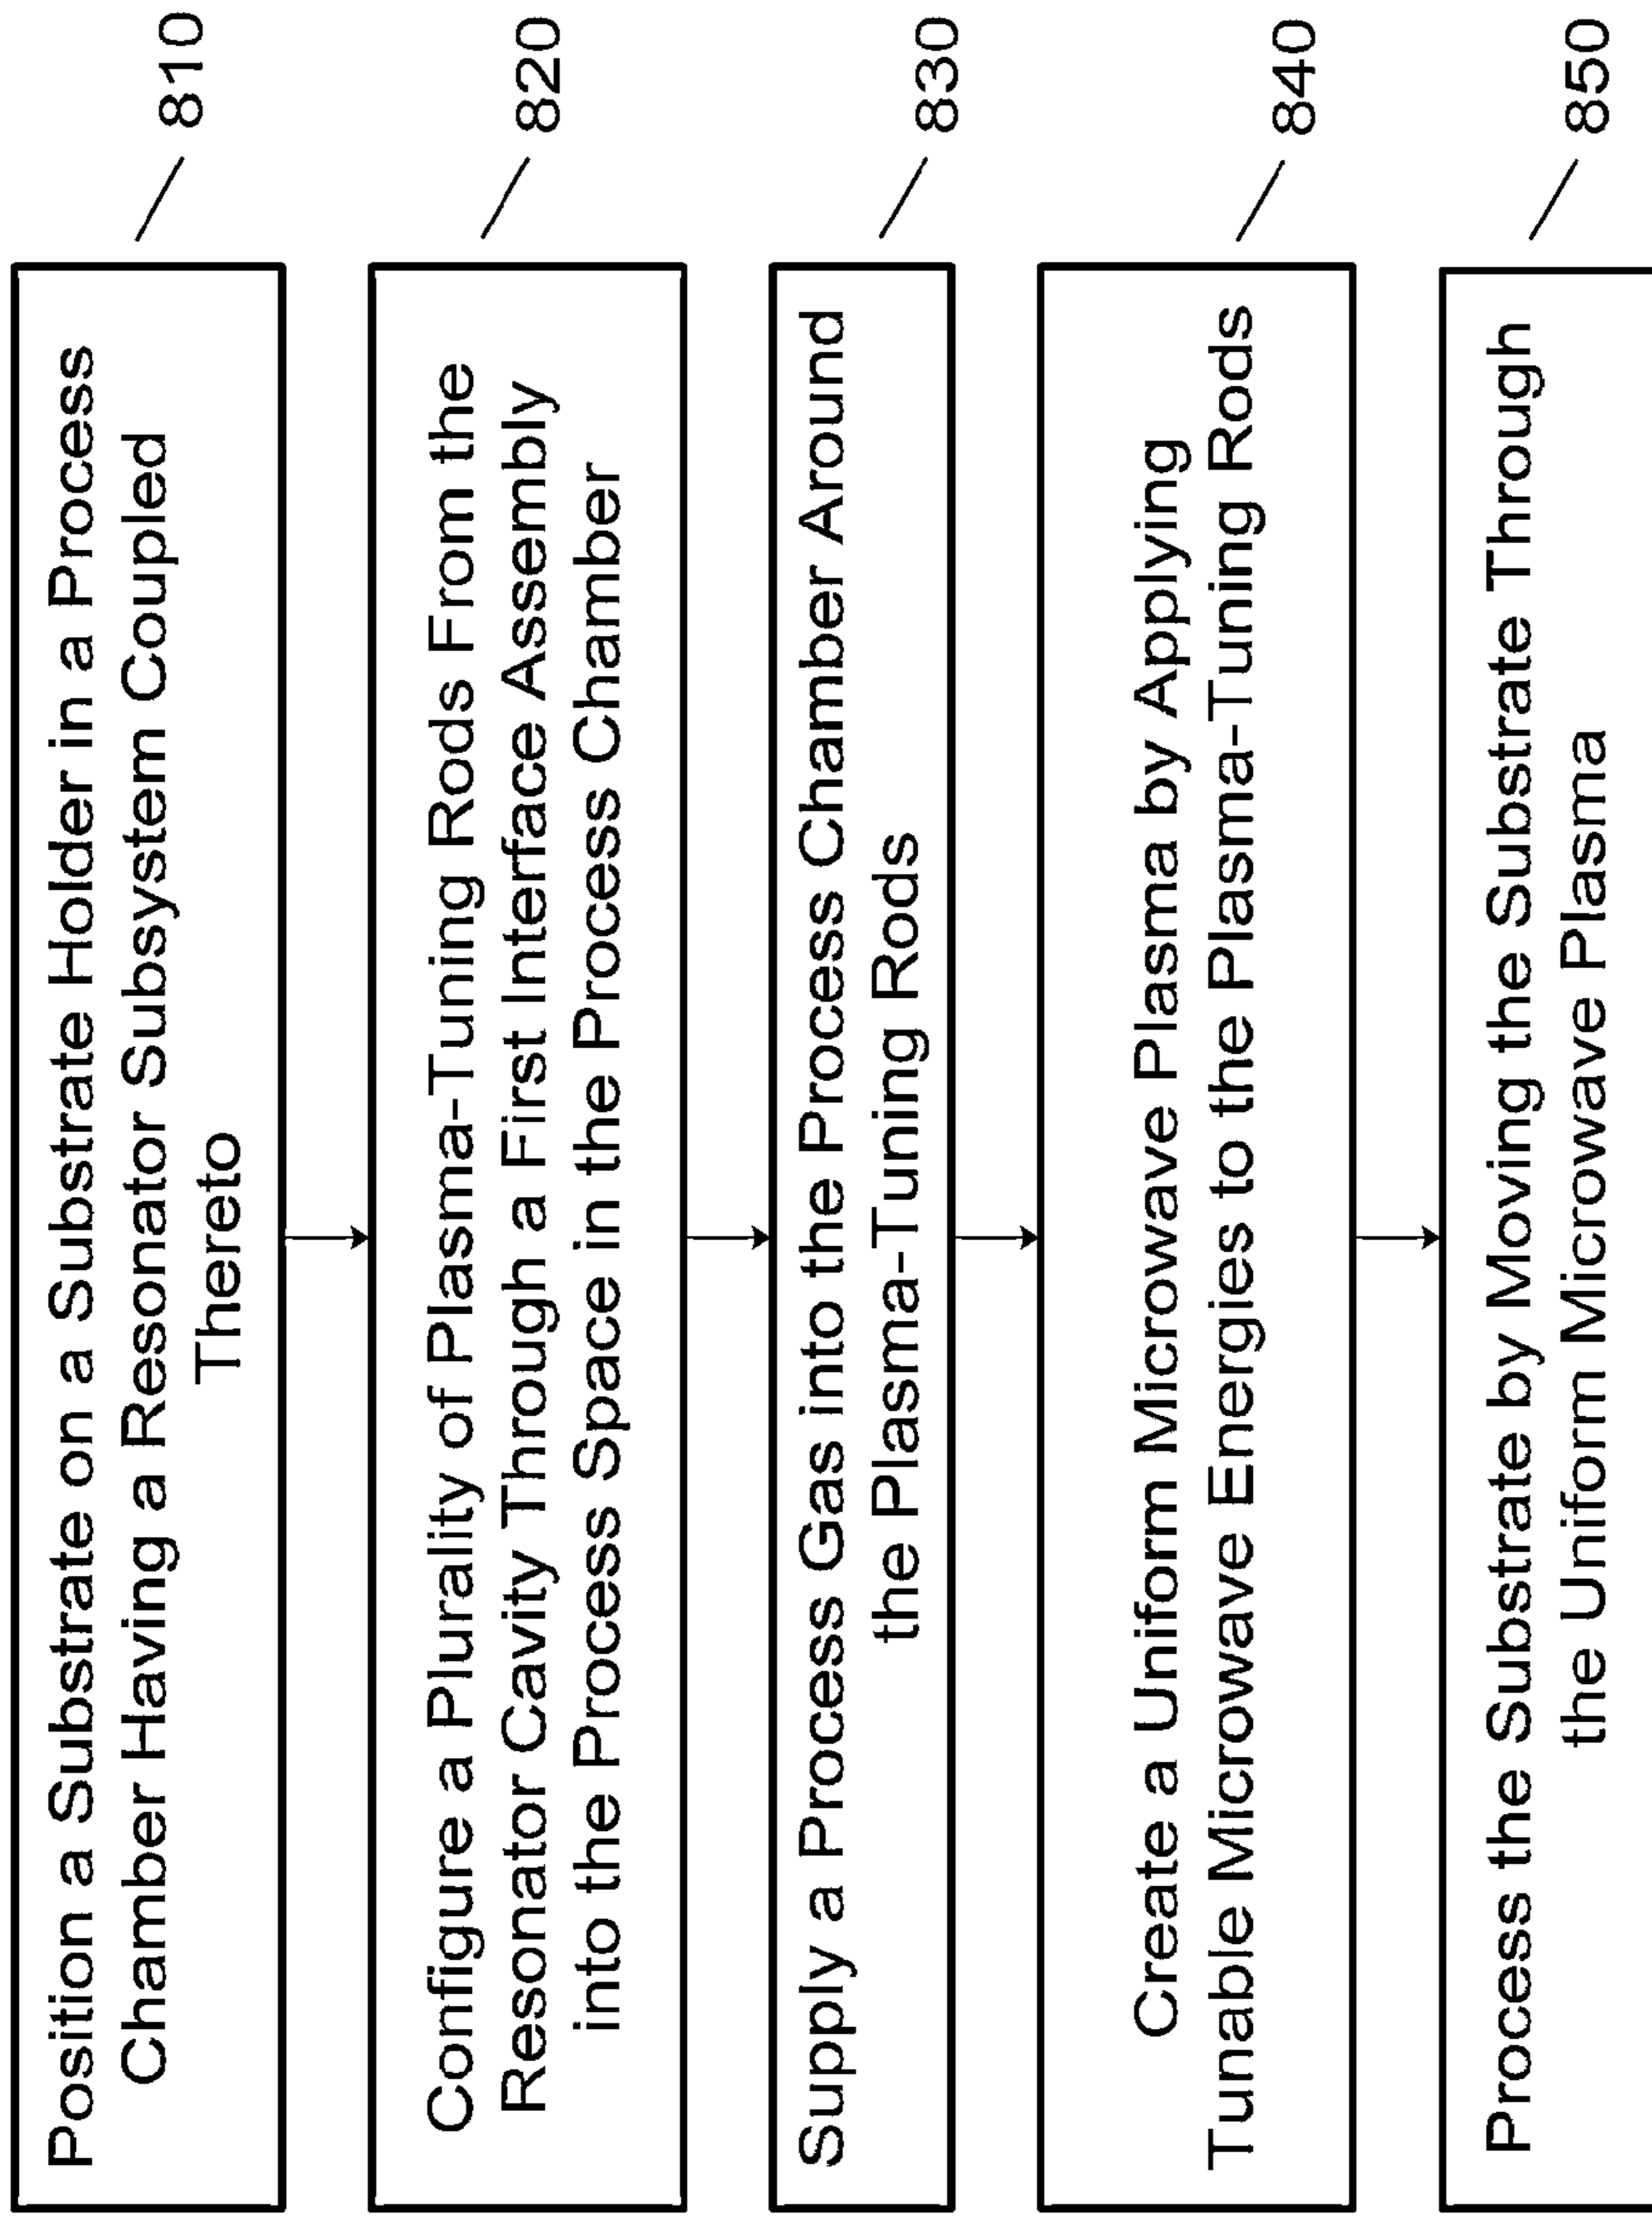 Position a Substrate on a Substrate Holder in a Process
Chamber Having a Resonator Subsystem Coupled
Thereto
810
Configure a Plurality of Plasma-Tuning Rods From the
Resonator Cavity Through a First Interface Assembly
into the Process Space in the Process Chamber
820
Supply a Process Gas into the Process Chamber Around
the Plasma-Tuning Rods
830
Create a Uniform Microwave Plasma by Applying
Tunable Microwave Energies to the Plasma-Tuning Rods
840
Process the Substrate by Moving the Substrate Through
the Uniform Microwave Plasma
850